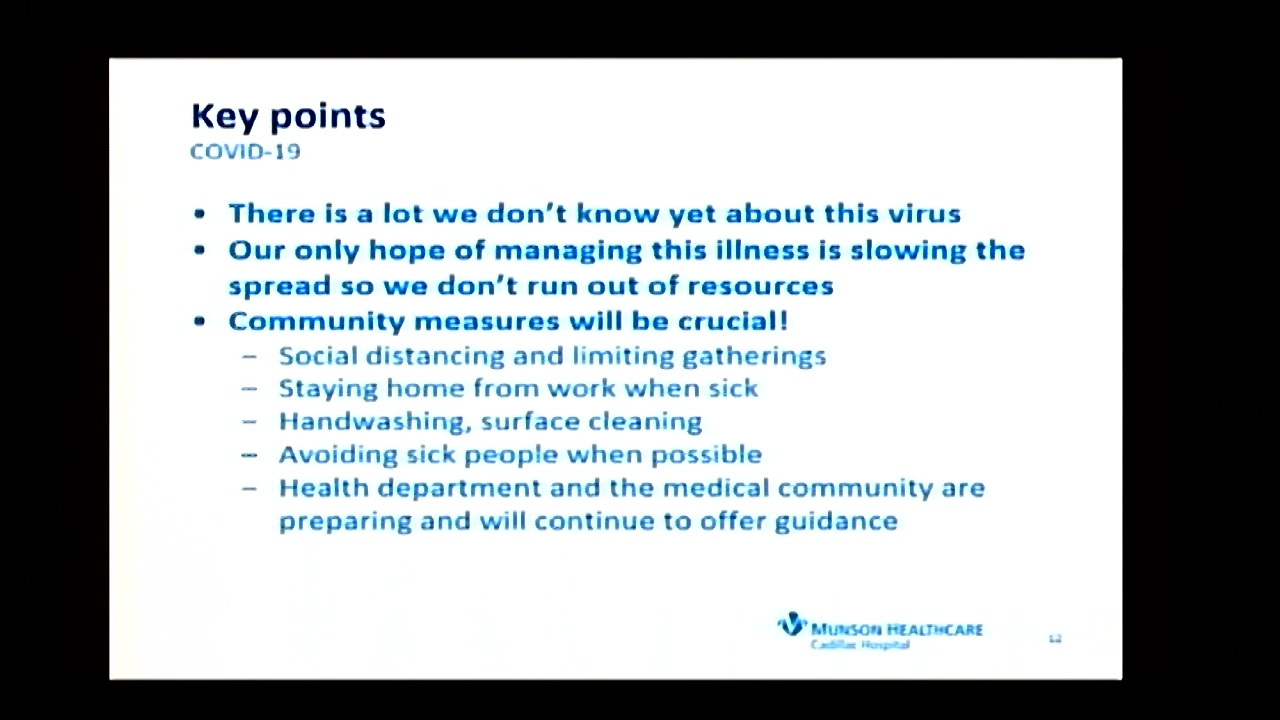 Key points
COVID-19
• There is a lot we don't know yet about this virus
• Our only hope of managing this illness is slowing the
spread so we don't run out of resources
• Community measures will be crucial!
– Social distancing and limiting gatherings
– Staying home from work when sick
– Handwashing, surface cleaning
– Avoiding sick people when possible
– Health department and the medical community are
preparing and will continue to offer guidance
MUNSON HEALTHCARE
Cadillac Hospital
12